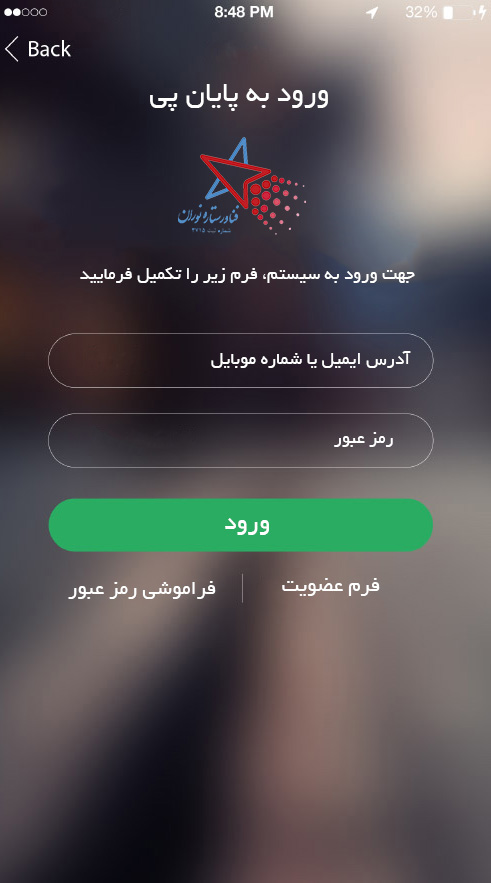 8:48 PM 32%
Back
ورود به پایان پی
فناور ستاره نوران
شماره ثبت ۴۷۱۵
جهت ورود به سیستم، فرم زیر را تکمیل فرمایید
آدرس ایمیل یا شماره موبایل
رمز عبور
ورود
فرم عضویت
فراموشی رمز عبور